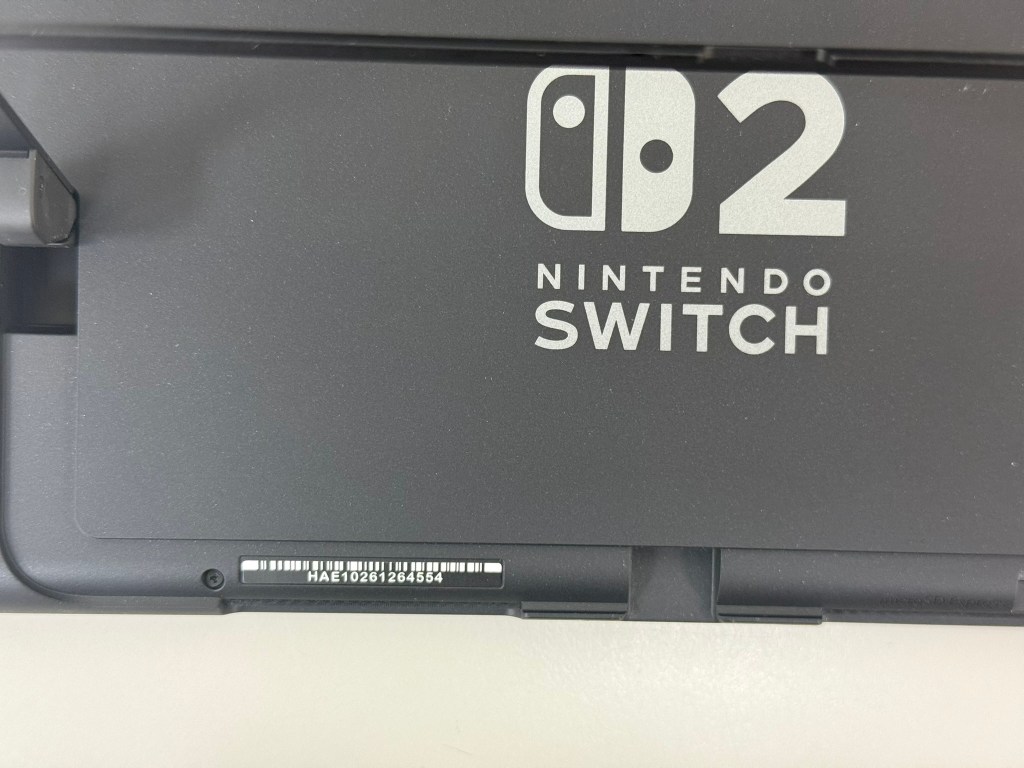 2
NINTENDO
SWITCH
HAE10261264554